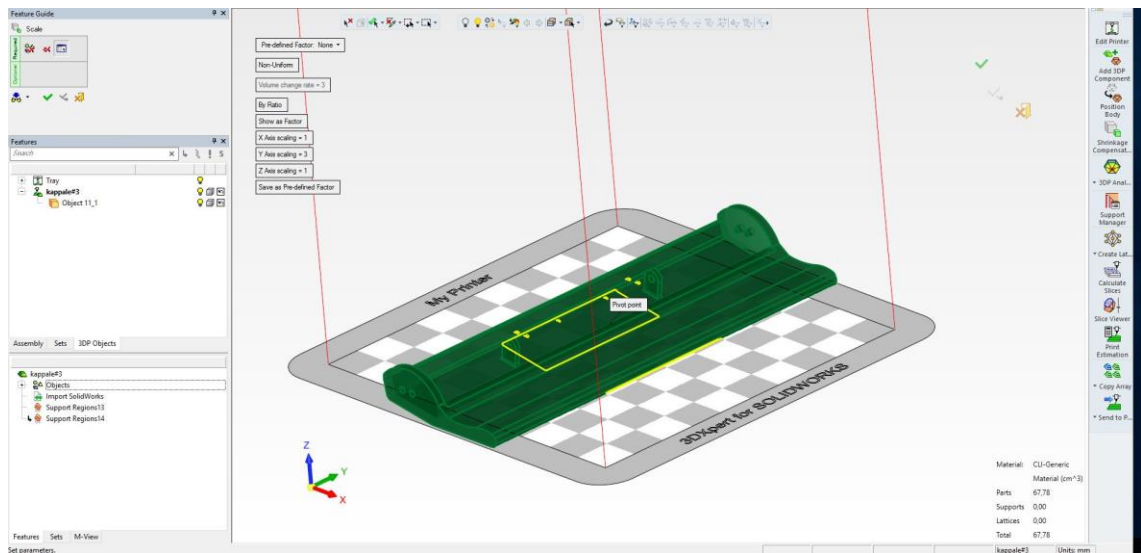 Feature Guide
Scale
Required
Optional
Features
Search
S
Tray
kappale#3
Object 11_1
Assembly Sets 3DP Objects
kappale#3
Objects
Import SolidWorks
Support Regions13
Support Regions14
Features Sets M-View
Set parameters.
Pre-defined Factor: None
Non-Uniform
Volume change rate = 3
By Ratio
Show as Factor
X Axis scaling = 1
Y Axis scaling = 3
Z Axis scaling = 1
Save as Pre-defined Factor
My Printer
Pivot point
3DXpert for SOLIDWORKS
Z
Y
X
Material: CLI-Generic
Material (cm^3)
Parts 67,78
Supports 0,00
Lattices 0,00
Total 67,78
kappale#3 Units: mm
Edit Printer
Add 3DP
Component
Position
Body
Shrinkage
Compensat...
3DP Anal...
Support
Manager
Create Lat...
Calculate
Slices
Slice Viewer
Print
Estimation
Copy Array
Send to P...